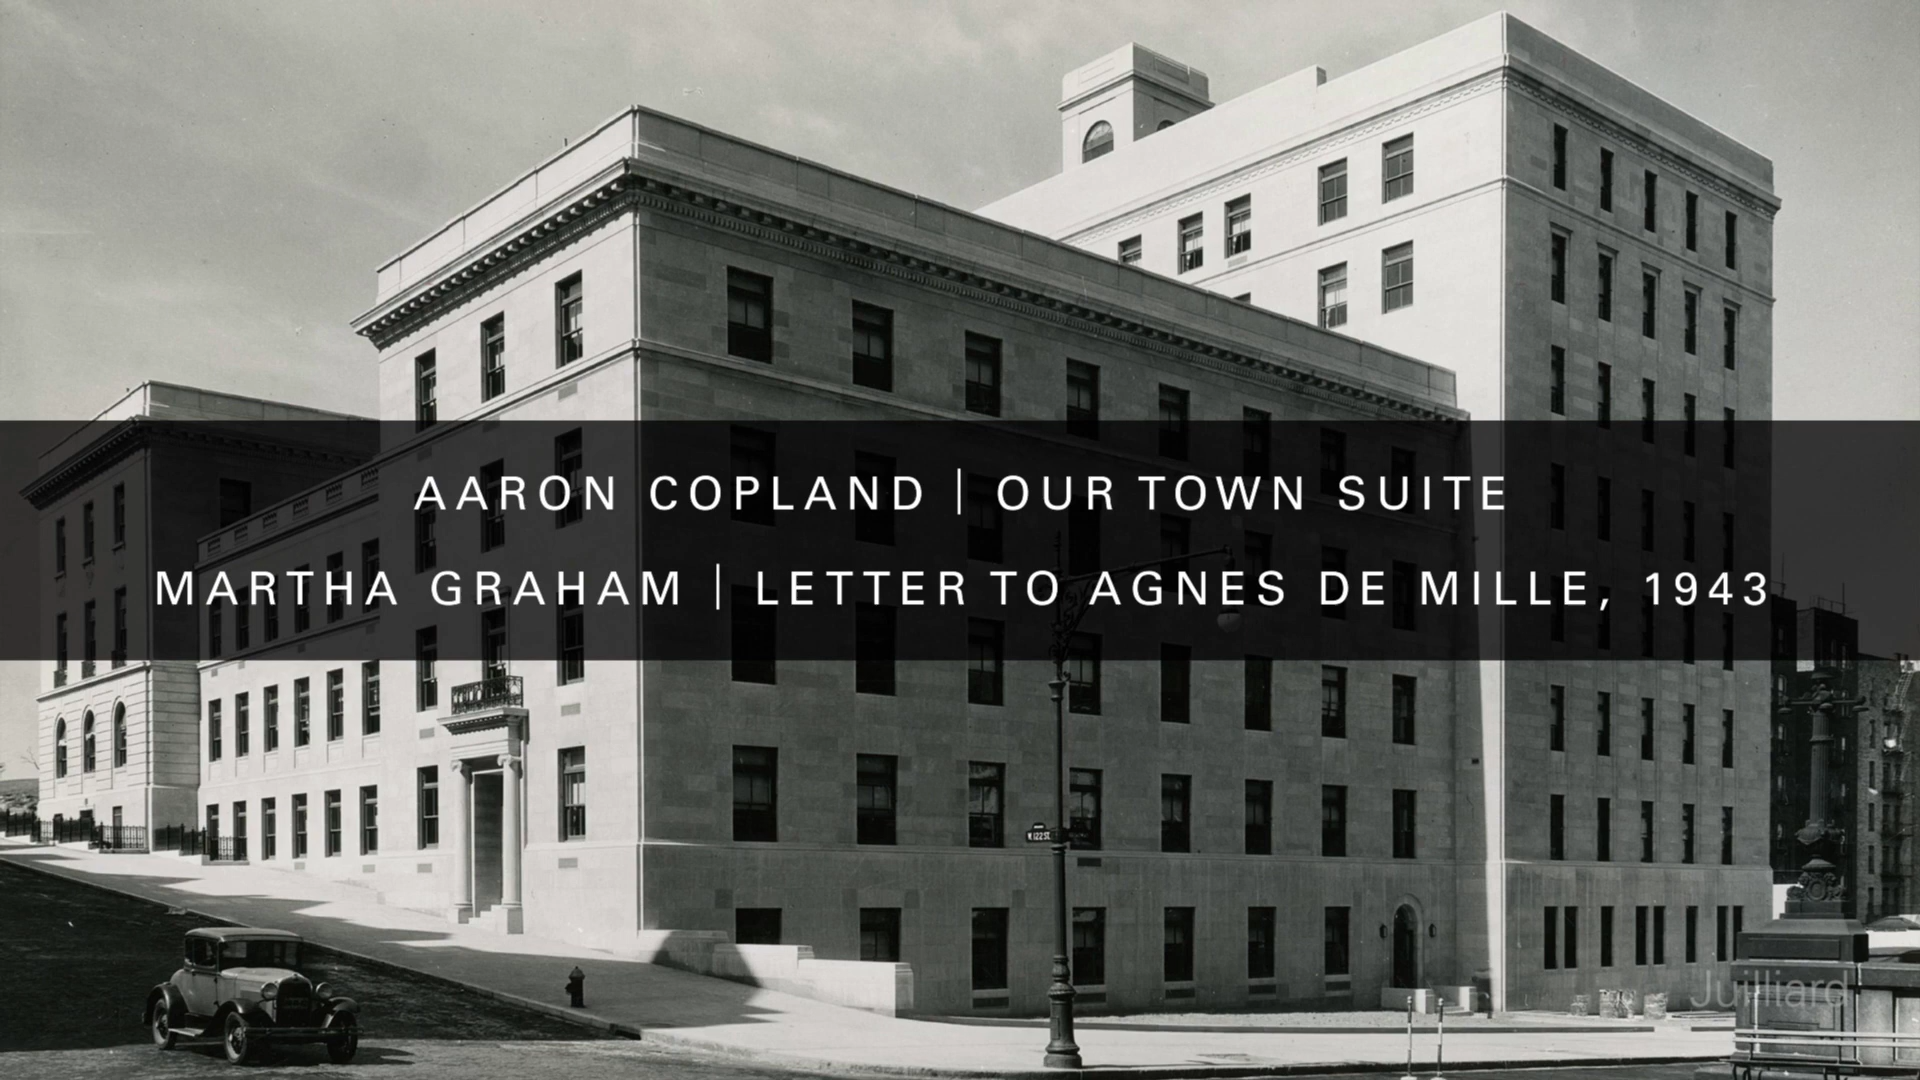 AARON COPLAND | OUR TOWN SUITE
MARTHA GRAHAM | LETTER TO AGNES DE MILLE, 1943
W. 122 ST.
Juilliard